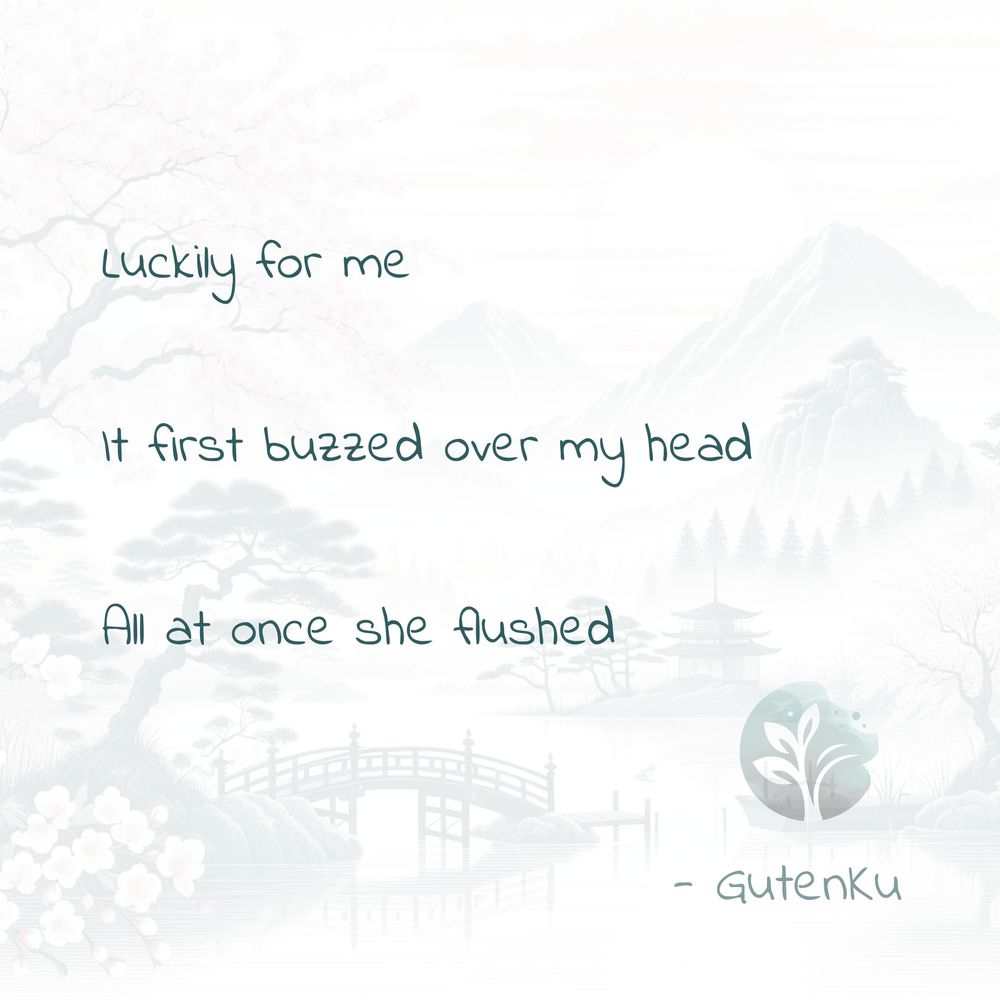 Luckily for me
It first buzzed over my head
All at once she flushed
- GutenKu